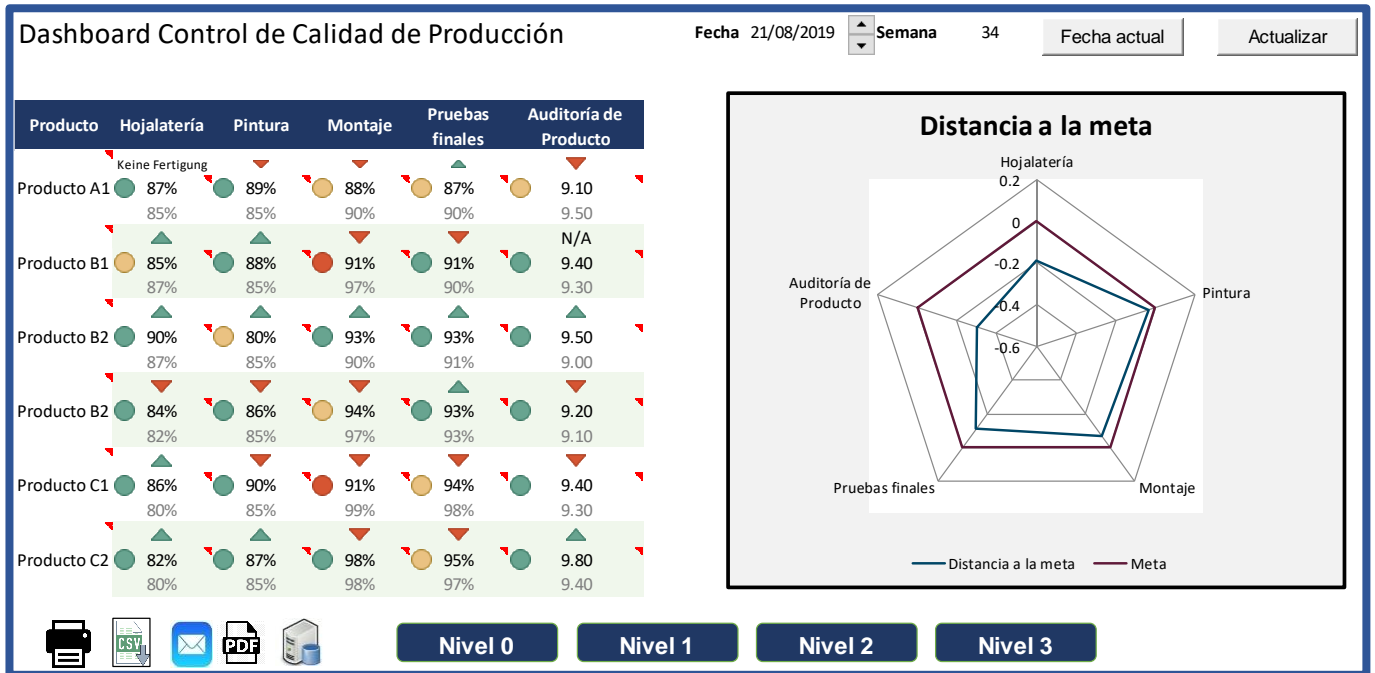 Dashboard Control de Calidad de Producción
Fecha 21/08/2019 Semana 34 Fecha actual Actualizar
Producto Hojalatería Pintura Montaje Pruebas finales Auditoría de Producto
Keine Fertigung
Producto A1 87% 89% 88% 87% 9.10
85% 85% 90% 90% 9.50
N/A
Producto B1 85% 88% 91% 91% 9.40
87% 85% 97% 90% 9.30
Producto B2 90% 80% 93% 93% 9.50
87% 85% 90% 91% 9.00
Producto B2 84% 86% 94% 93% 9.20
82% 85% 97% 93% 9.10
Producto C1 86% 90% 91% 94% 9.40
80% 85% 99% 98% 9.30
Producto C2 82% 87% 98% 95% 9.80
80% 85% 98% 97% 9.40
Distancia a la meta
Hojalatería
0.2
0
-0.2
-0.4
-0.6
Auditoría de
Producto
Pintura
Pruebas finales
Montaje
Distancia a la meta Meta
CSV
PDF
Nivel 0 Nivel 1 Nivel 2 Nivel 3